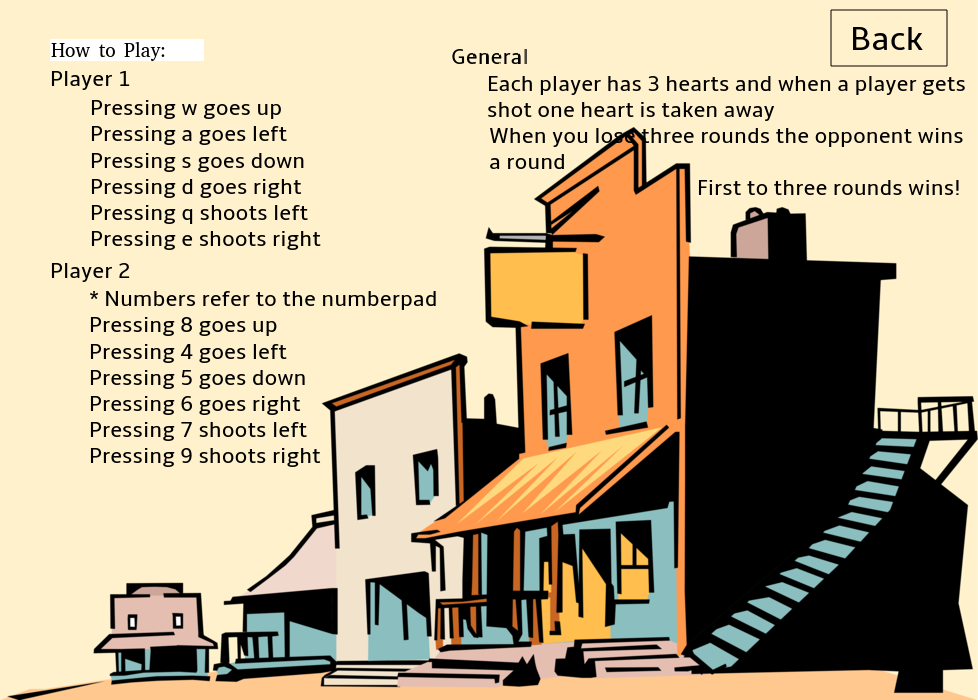 How to Play:
Player 1
Pressing w goes up
Pressing a goes left
Pressing s goes down
Pressing d goes right
Pressing q shoots left
Pressing e shoots right
Player 2
* Numbers refer to the numberpad
Pressing 8 goes up
Pressing 4 goes left
Pressing 5 goes down
Pressing 6 goes right
Pressing 7 shoots left
Pressing 9 shoots right
General
Each player has 3 hearts and when a player gets
shot one heart is taken away
When you lose three rounds the opponent wins
a round
First to three rounds wins!
Back